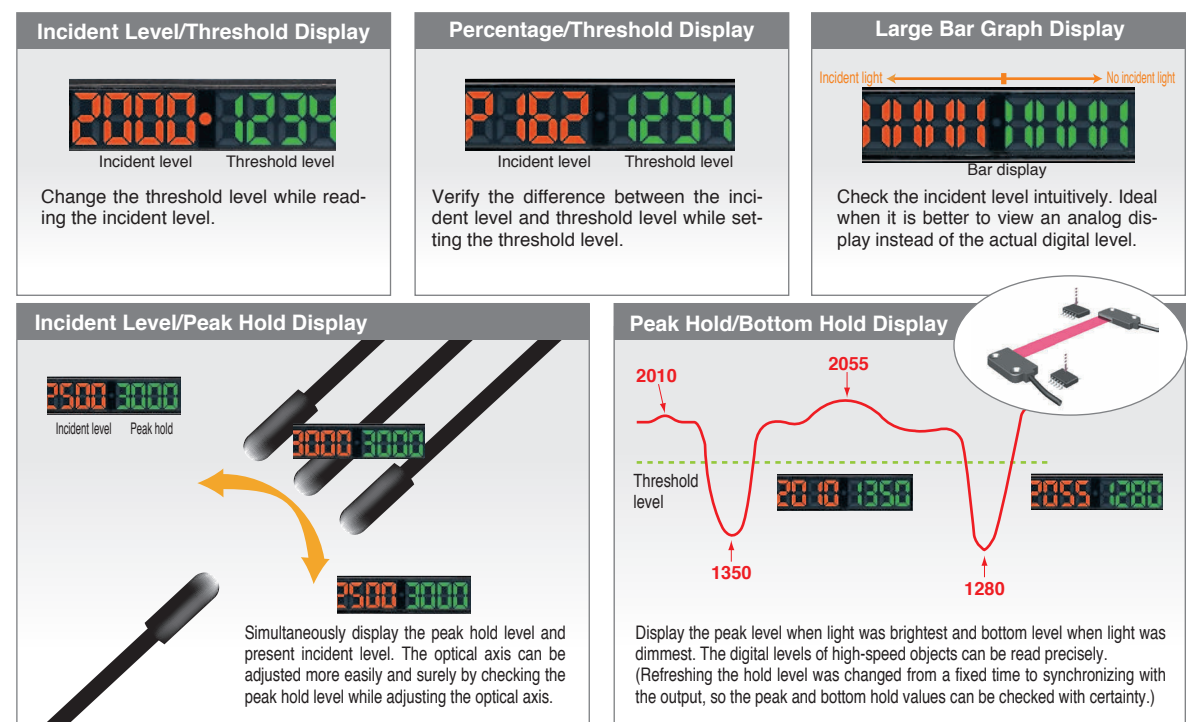 Incident Level/Threshold Display
2000 1234
Incident level Threshold level
Change the threshold level while read-
ing the incident level.
Percentage/Threshold Display
P 162 1234
Incident level Threshold level
Verify the difference between the inci-
dent level and threshold level while set-
ting the threshold level.
Large Bar Graph Display
Incident light No incident light
Bar display
Check the incident level intuitively. Ideal
when it is better to view an analog dis-
play instead of the actual digital level.
Incident Level/Peak Hold Display
2500 3000
Incident level Peak hold
3000 3000
2500 3000
Simultaneously display the peak hold level and
present incident level. The optical axis can be
adjusted more easily and surely by checking the
peak hold level while adjusting the optical axis.
Peak Hold/Bottom Hold Display
2010
2055
Threshold
level
2010 1350
2055 1280
1350
1280
Display the peak level when light was brightest and bottom level when light was
dimmest. The digital levels of high-speed objects can be read precisely.
(Refreshing the hold level was changed from a fixed time to synchronizing with
the output, so the peak and bottom hold values can be checked with certainty.)